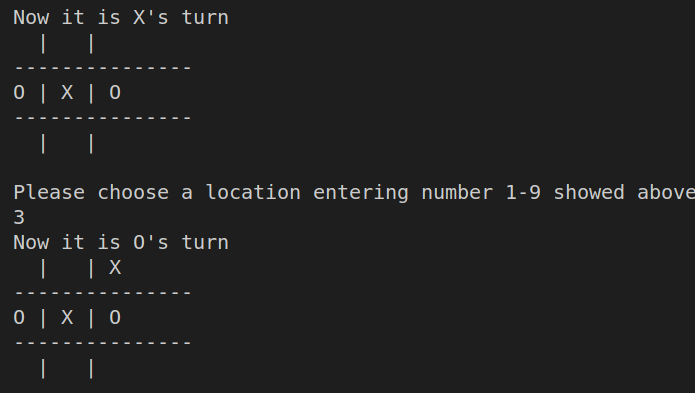 Now it is X's turn
  |   |
---------------
O | X | O
---------------
  |   |
Please choose a location entering number 1-9 showed above
3
Now it is O's turn
  |   | X
---------------
O | X | O
---------------
  |   |